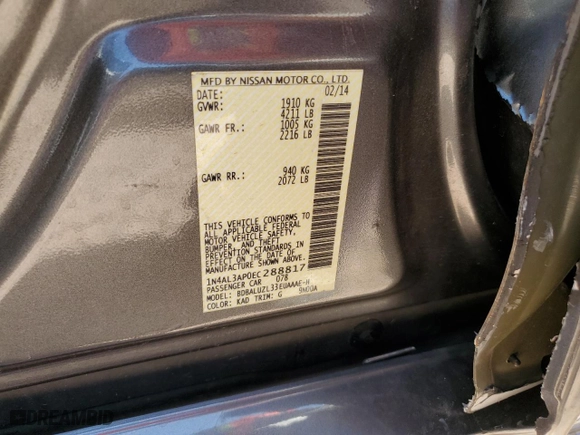 MFD BY NISSAN MOTOR CO., LTD.
DATE: 02/14
GVWR: 1910 KG
4211 LB
GAWR FR.: 1005 KG
2216 LB
GAWR RR.: 940 KG
2072 LB
THIS VEHICLE CONFORMS TO
ALL APPLICABLE FEDERAL
MOTOR VEHICLE SAFETY,
BUMPER, AND THEFT
PREVENTION STANDARDS IN
EFFECT ON THE DATE OF
MANUFACTURE SHOWN ABOVE.
1N4AL3AP0EC288817
PASSENGER CAR 078
MODEL: BDBALUZL33EUAAAF-H
COLOR: KAD TRIM: G 9N00A
DREAMBID